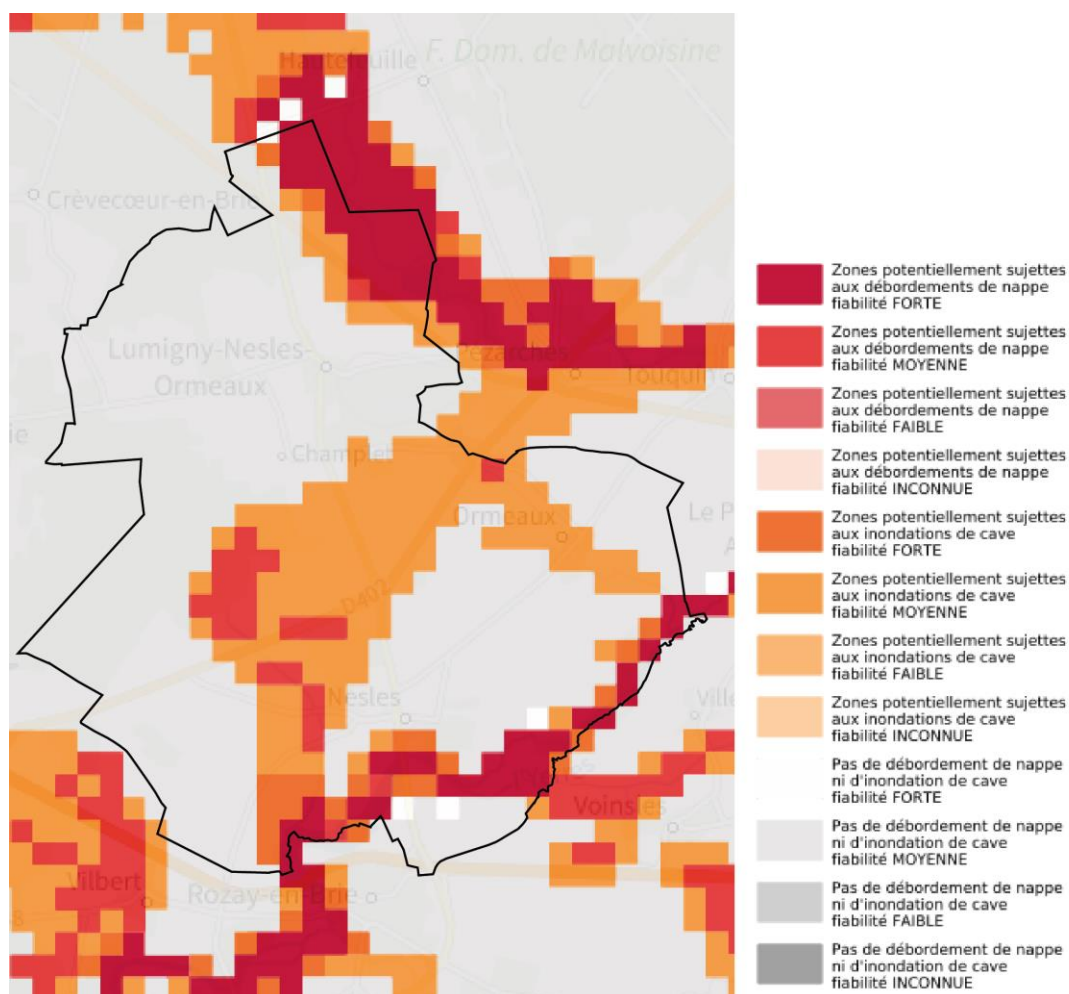 Hautefeuille
F. Dom. de Malvoisine
Crèvecœur-en-Brie
Lumigny-Nesles-
Ormeaux
Pézarches
Touquin
Champlet
Ormeaux
Le P
D402
Nesles
Ville
Voinsles
Vilbert
Rozay-en-Brie
Zones potentiellement sujettes
aux débordements de nappe
fiabilité FORTE
Zones potentiellement sujettes
aux débordements de nappe
fiabilité MOYENNE
Zones potentiellement sujettes
aux débordements de nappe
fiabilité FAIBLE
Zones potentiellement sujettes
aux débordements de nappe
fiabilité INCONNUE
Zones potentiellement sujettes
aux inondations de cave
fiabilité FORTE
Zones potentiellement sujettes
aux inondations de cave
fiabilité MOYENNE
Zones potentiellement sujettes
aux inondations de cave
fiabilité FAIBLE
Zones potentiellement sujettes
aux inondations de cave
fiabilité INCONNUE
Pas de débordement de nappe
ni d'inondation de cave
fiabilité FORTE
Pas de débordement de nappe
ni d'inondation de cave
fiabilité MOYENNE
Pas de débordement de nappe
ni d'inondation de cave
fiabilité FAIBLE
Pas de débordement de nappe
ni d'inondation de cave
fiabilité INCONNUE